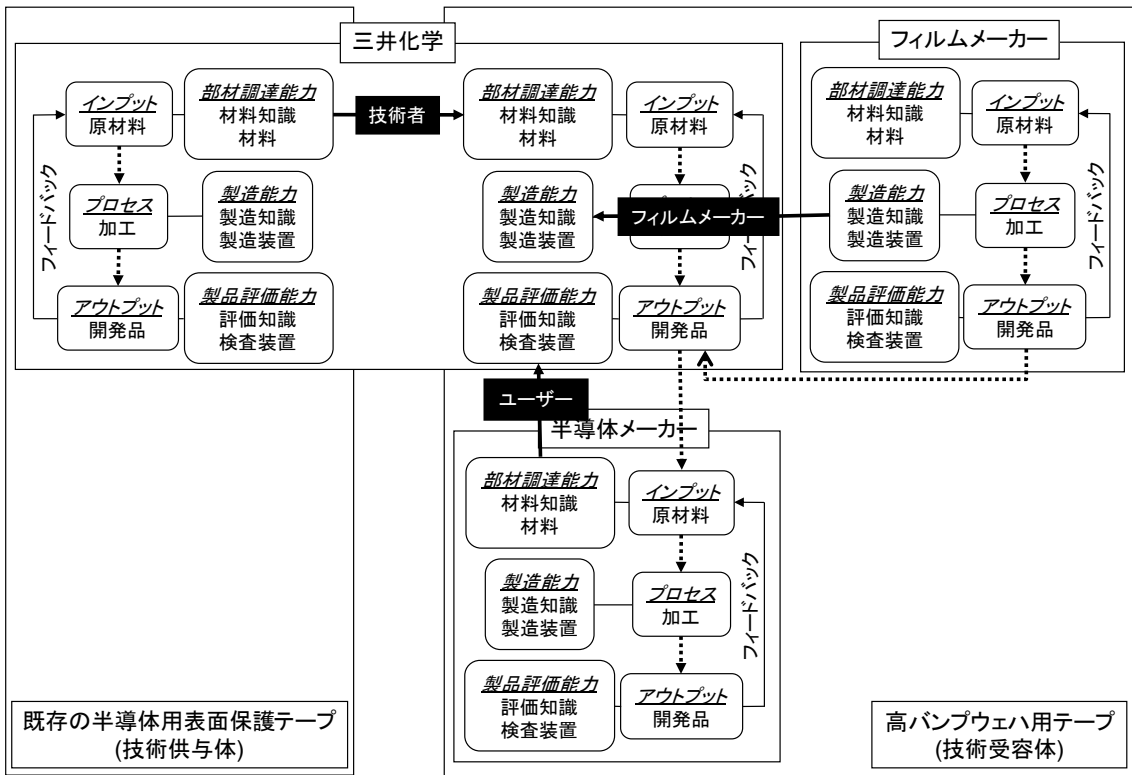 三井化学
フィルムメーカー
インプット
原材料
部材調達能力
材料知識
材料
技術者
部材調達能力
材料知識
材料
インプット
原材料
部材調達能力
材料知識
材料
インプット
原材料
フィードバック
プロセス
加工
製造能力
製造知識
製造装置
製造能力
製造知識
製造装置
フィルムメーカー
フィードバック
製造能力
製造知識
製造装置
プロセス
加工
フィードバック
アウトプット
開発品
製品評価能力
評価知識
検査装置
製品評価能力
評価知識
検査装置
アウトプット
開発品
製品評価能力
評価知識
検査装置
アウトプット
開発品
ユーザー
半導体メーカー
部材調達能力
材料知識
材料
インプット
原材料
製造能力
製造知識
製造装置
プロセス
加工
フィードバック
製品評価能力
評価知識
検査装置
アウトプット
開発品
既存の半導体用表面保護テープ
(技術供与体)
高バンプウェハ用テープ
(技術受容体)